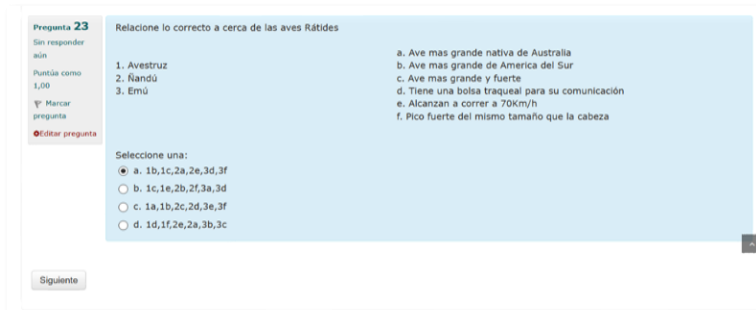 Pregunta 23
Sin responder
aún
Puntúa como
1,00
Marcar
pregunta
Editar pregunta
Relacione lo correcto a cerca de las aves Rátides
1. Avestruz
2. Ñandú
3. Emú
a. Ave mas grande nativa de Australia
b. Ave mas grande de America del Sur
c. Ave mas grande y fuerte
d. Tiene una bolsa traqueal para su comunicación
e. Alcanzan a correr a 70Km/h
f. Pico fuerte del mismo tamaño que la cabeza
Seleccione una:
a. 1b,1c,2a,2e,3d,3f
b. 1c,1e,2b,2f,3a,3d
c. 1a,1b,2c,2d,3e,3f
d. 1d,1f,2e,2a,3b,3c
Siguiente